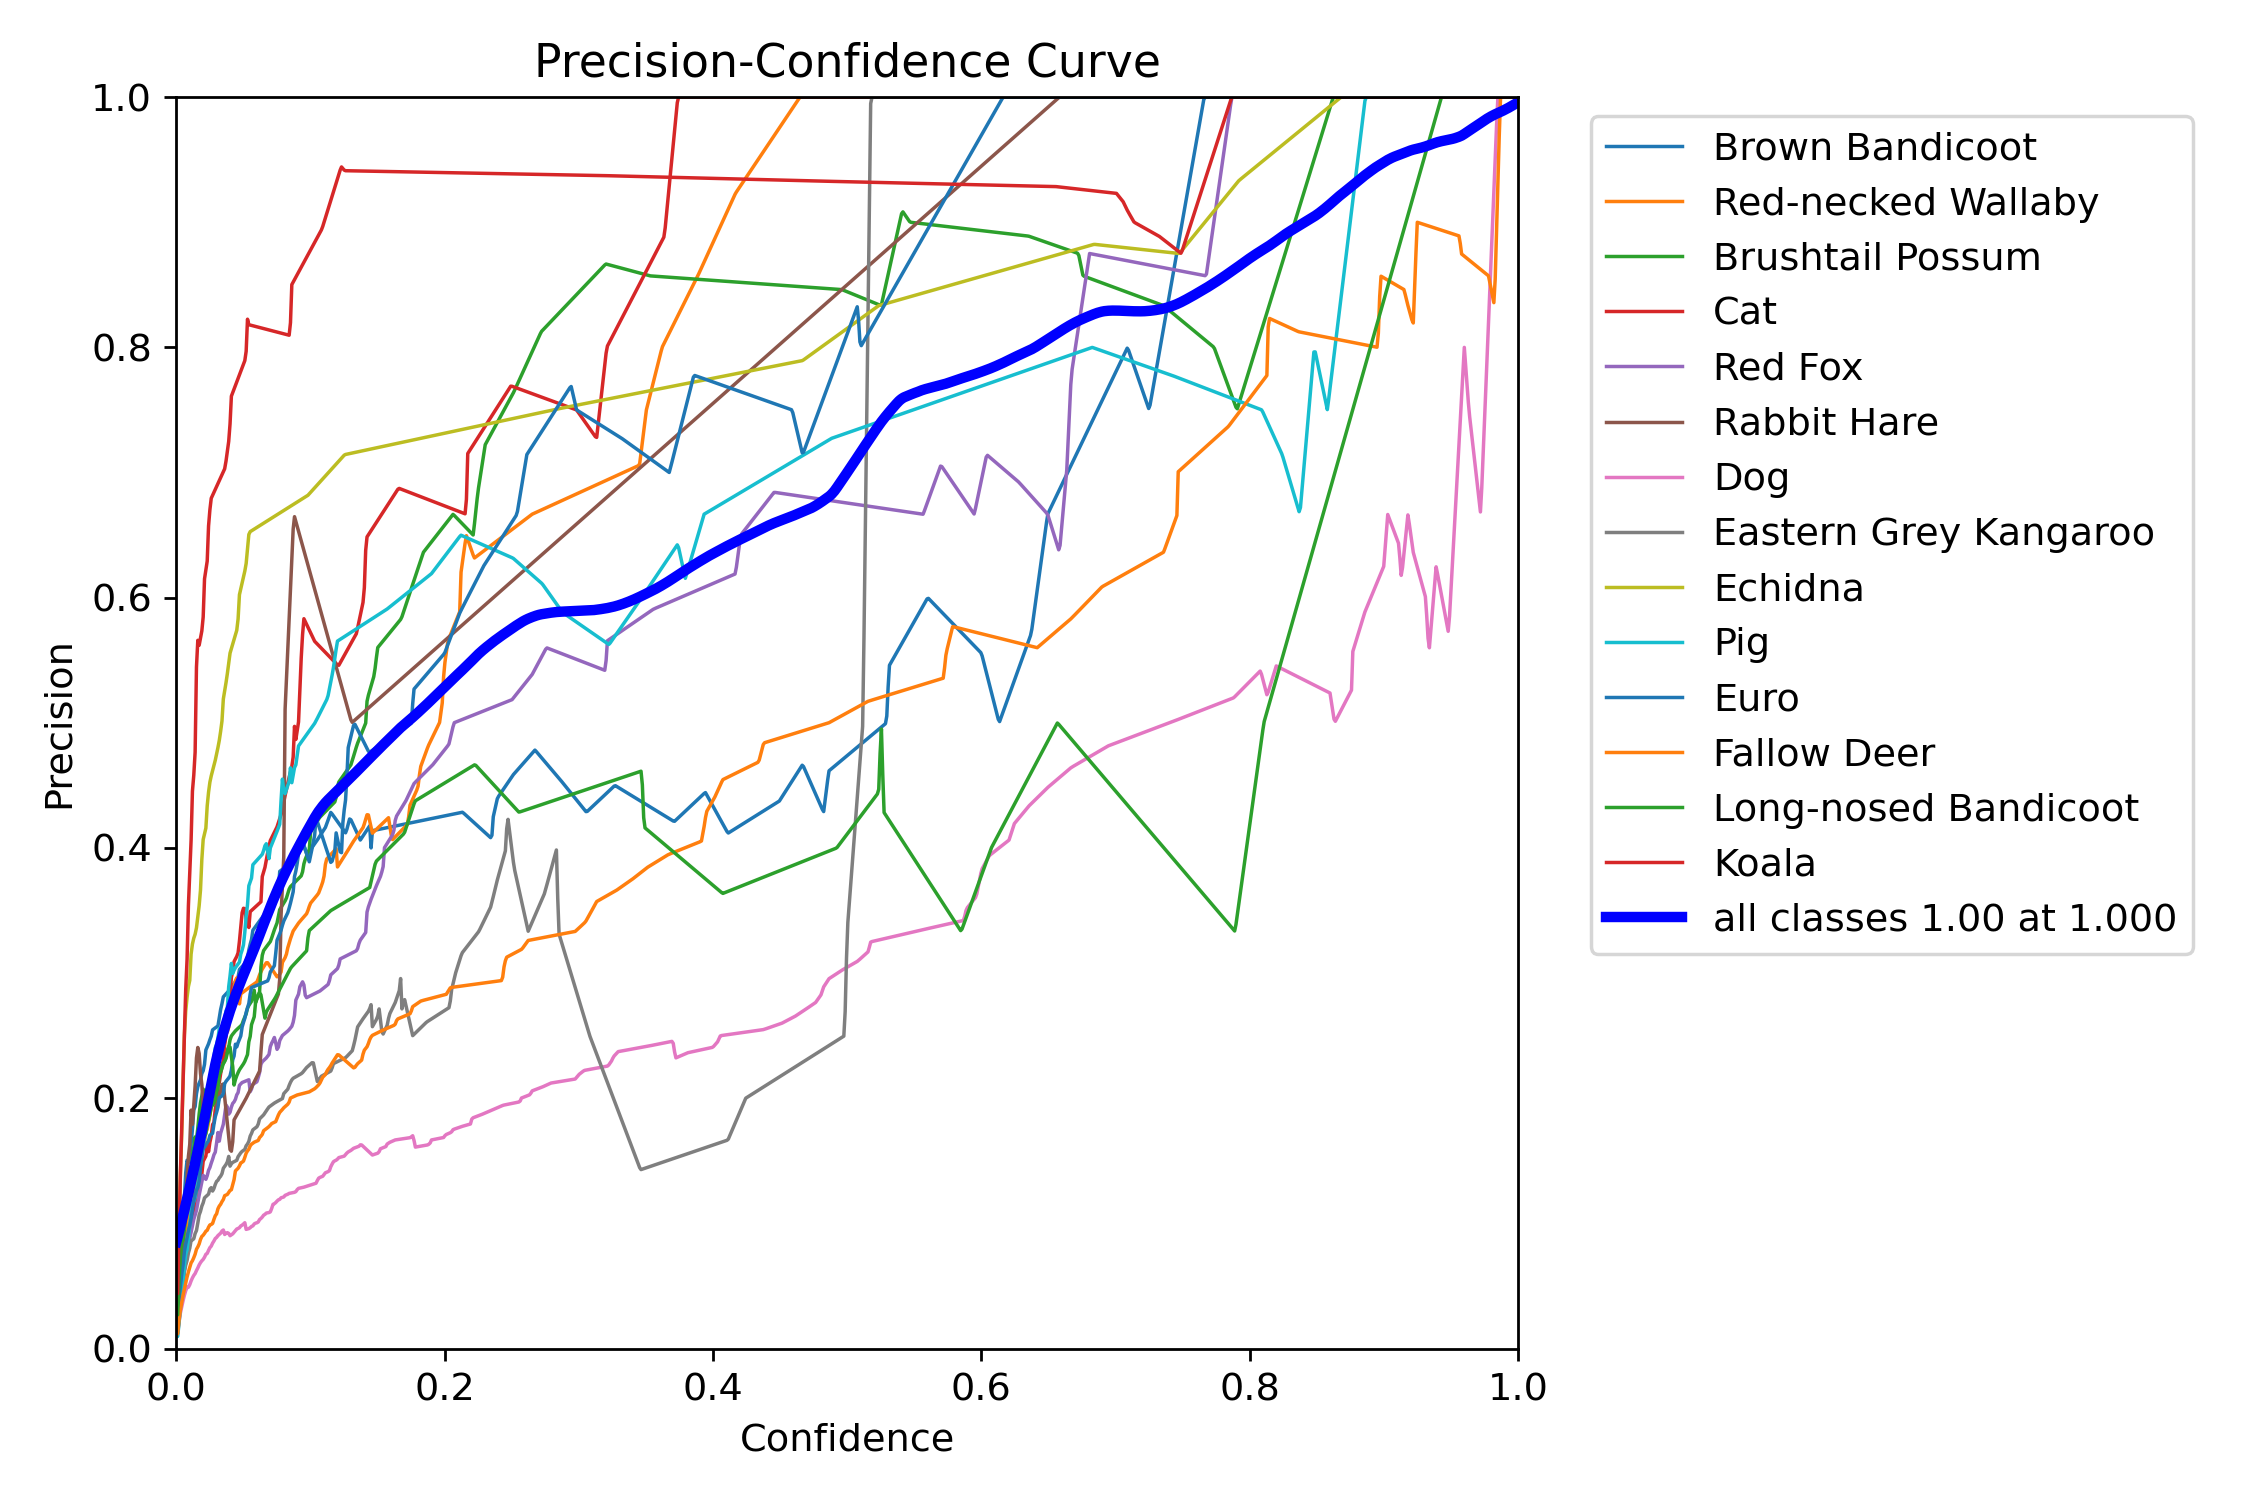 Precision-Confidence Curve
1.0
0.8
0.6
0.4
0.2
0.0
Precision
0.0 0.2 0.4 0.6 0.8 1.0
Confidence
Brown Bandicoot
Red-necked Wallaby
Brushtail Possum
Cat
Red Fox
Rabbit Hare
Dog
Eastern Grey Kangaroo
Echidna
Pig
Euro
Fallow Deer
Long-nosed Bandicoot
Koala
all classes 1.00 at 1.000